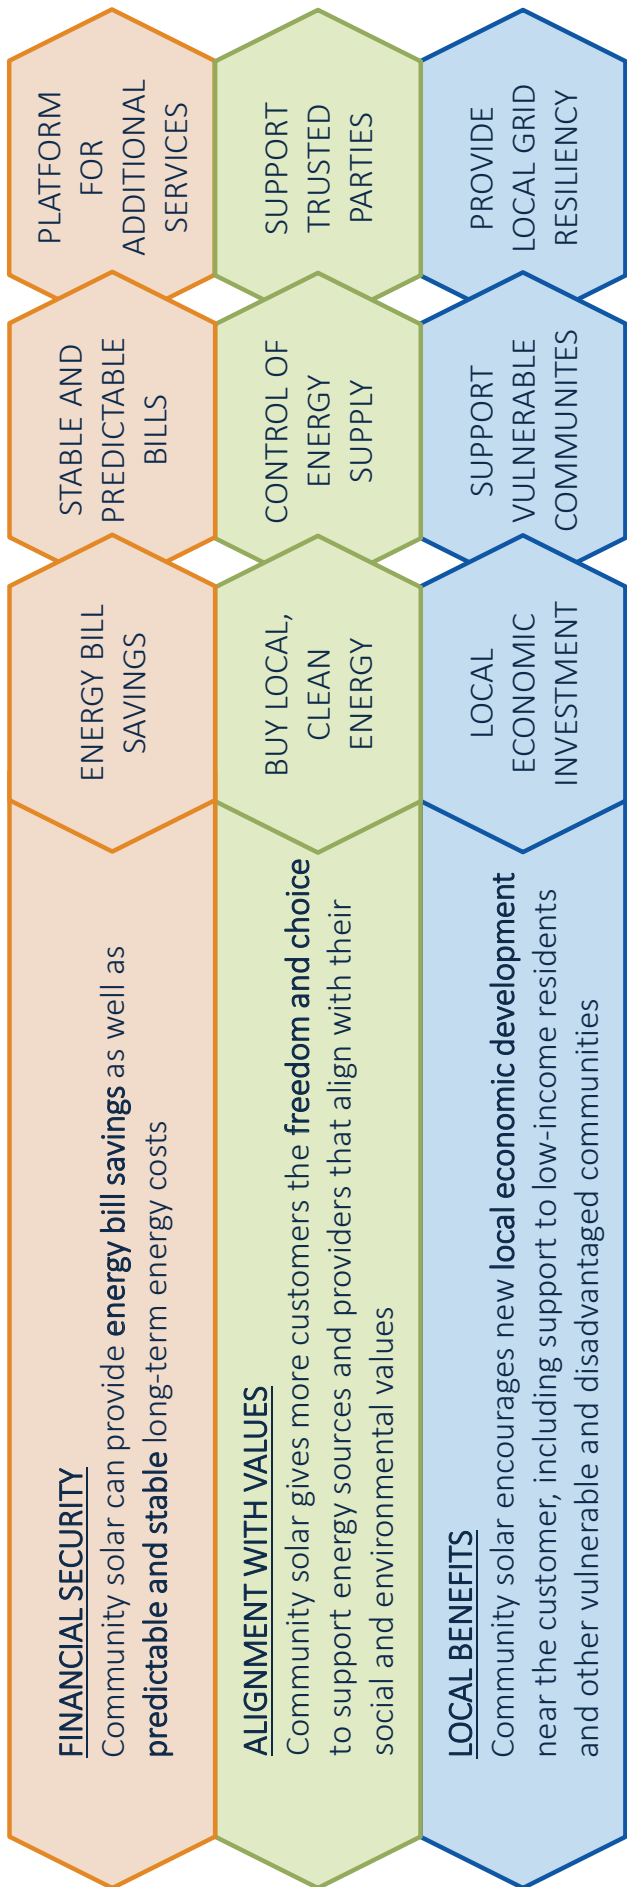 FINANCIAL SECURITY
Community solar can provide energy bill savings as well as
predictable and stable long-term energy costs
ENERGY BILL
SAVINGS
STABLE AND
PREDICTABLE
BILLS
PLATFORM
FOR
ADDITIONAL
SERVICES
ALIGNMENT WITH VALUES
Community solar gives more customers the freedom and choice
to support energy sources and providers that align with their
social and environmental values
BUY LOCAL,
CLEAN
ENERGY
CONTROL OF
ENERGY
SUPPLY
SUPPORT
TRUSTED
PARTIES
LOCAL BENEFITS
Community solar encourages new local economic development
near the customer, including support to low-income residents
and other vulnerable and disadvantaged communities
LOCAL
ECONOMIC
INVESTMENT
SUPPORT
VULNERABLE
COMMUNITES
PROVIDE
LOCAL GRID
RESILIENCY